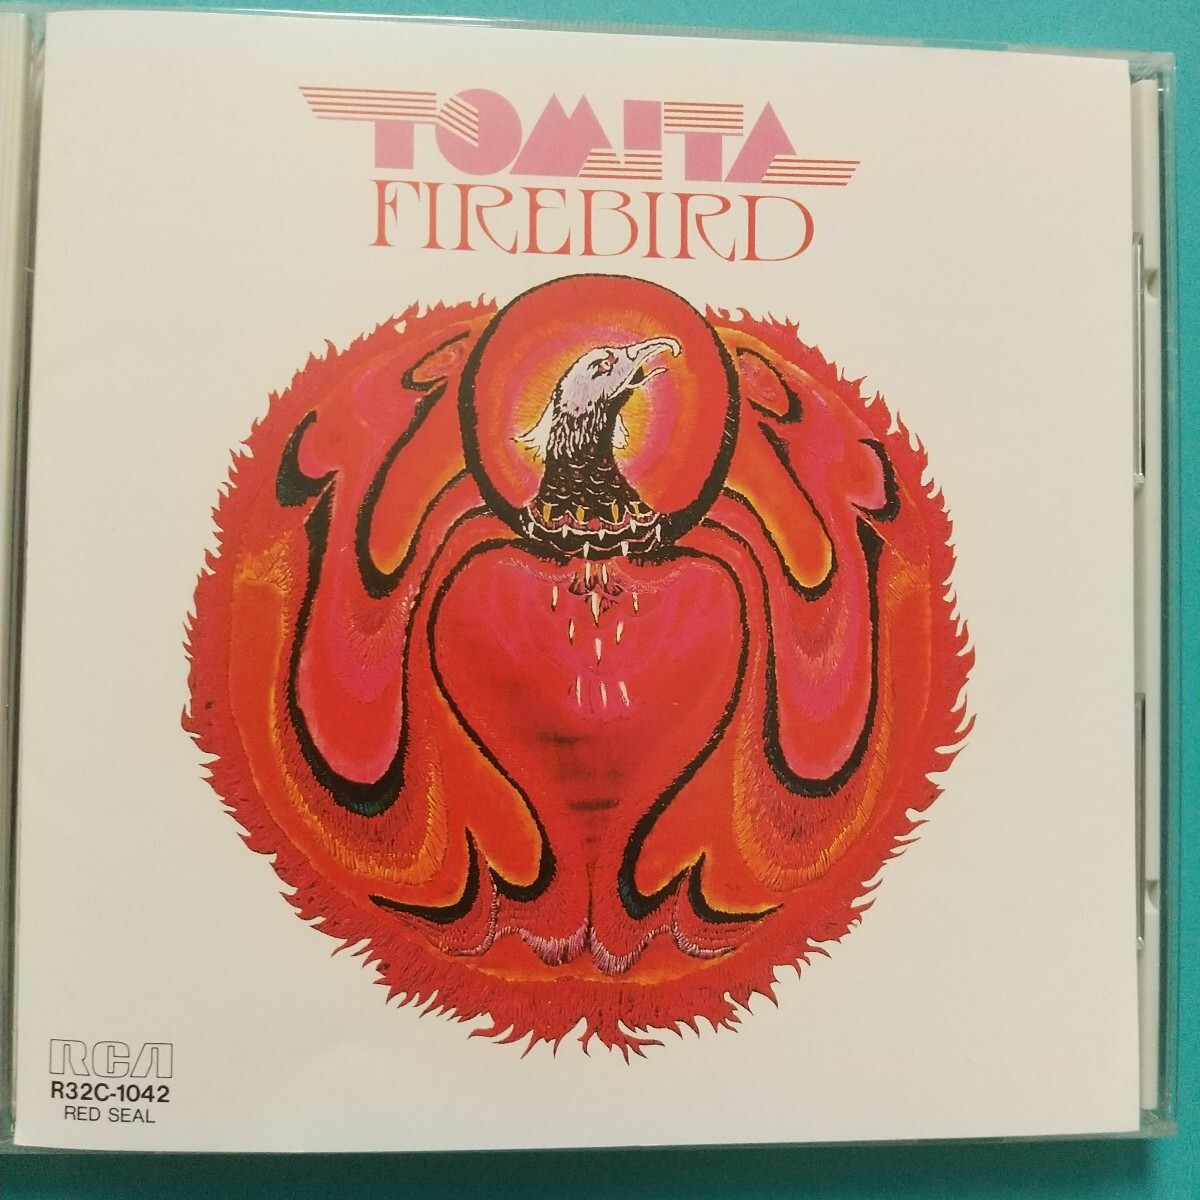 TOMITA
FIREBIRD
RCA
R32C-1042
RED SEAL